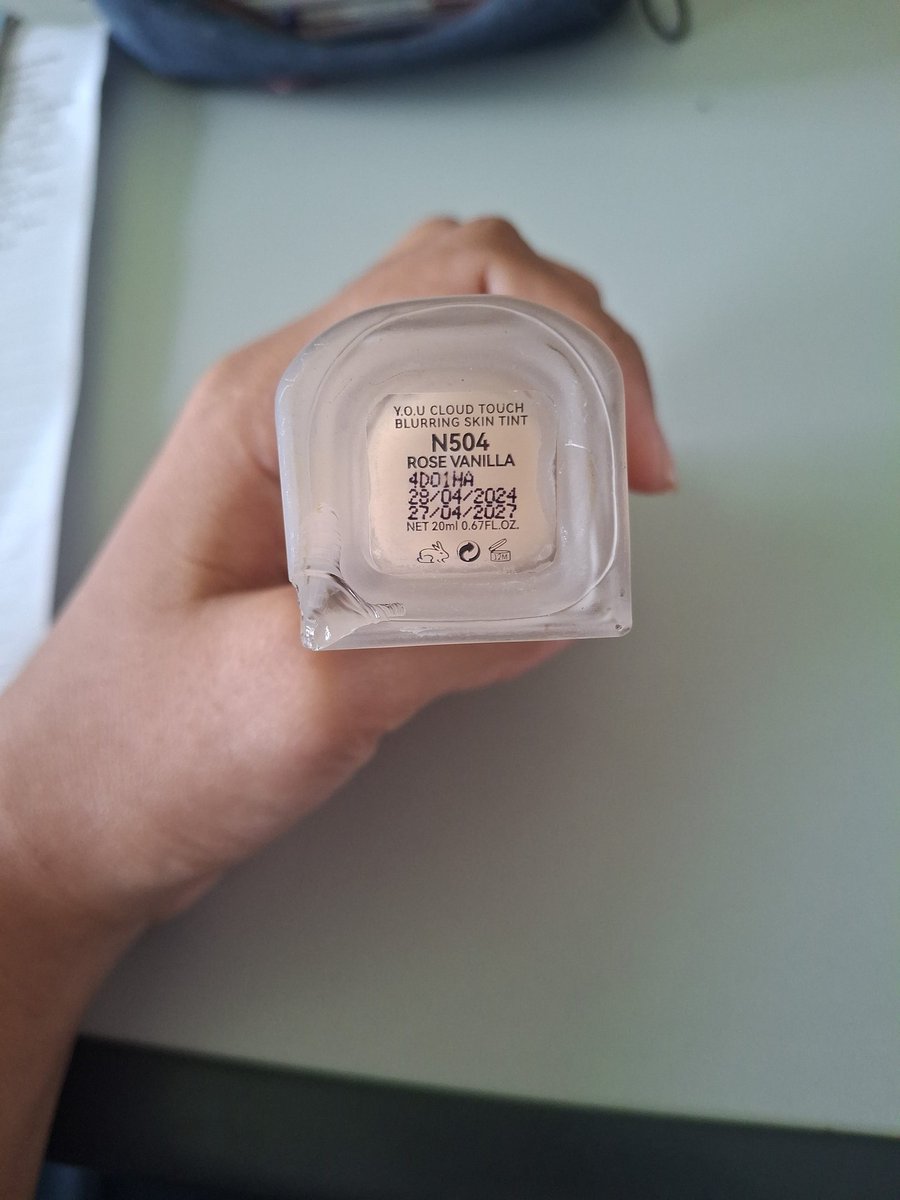 Y.O.U CLOUD TOUCH
BLURRING SKIN TINT
N504
ROSE VANILLA
4D01HA
28/04/2024
27/04/2027
NET 20ml 0.67FL.OZ.
12M